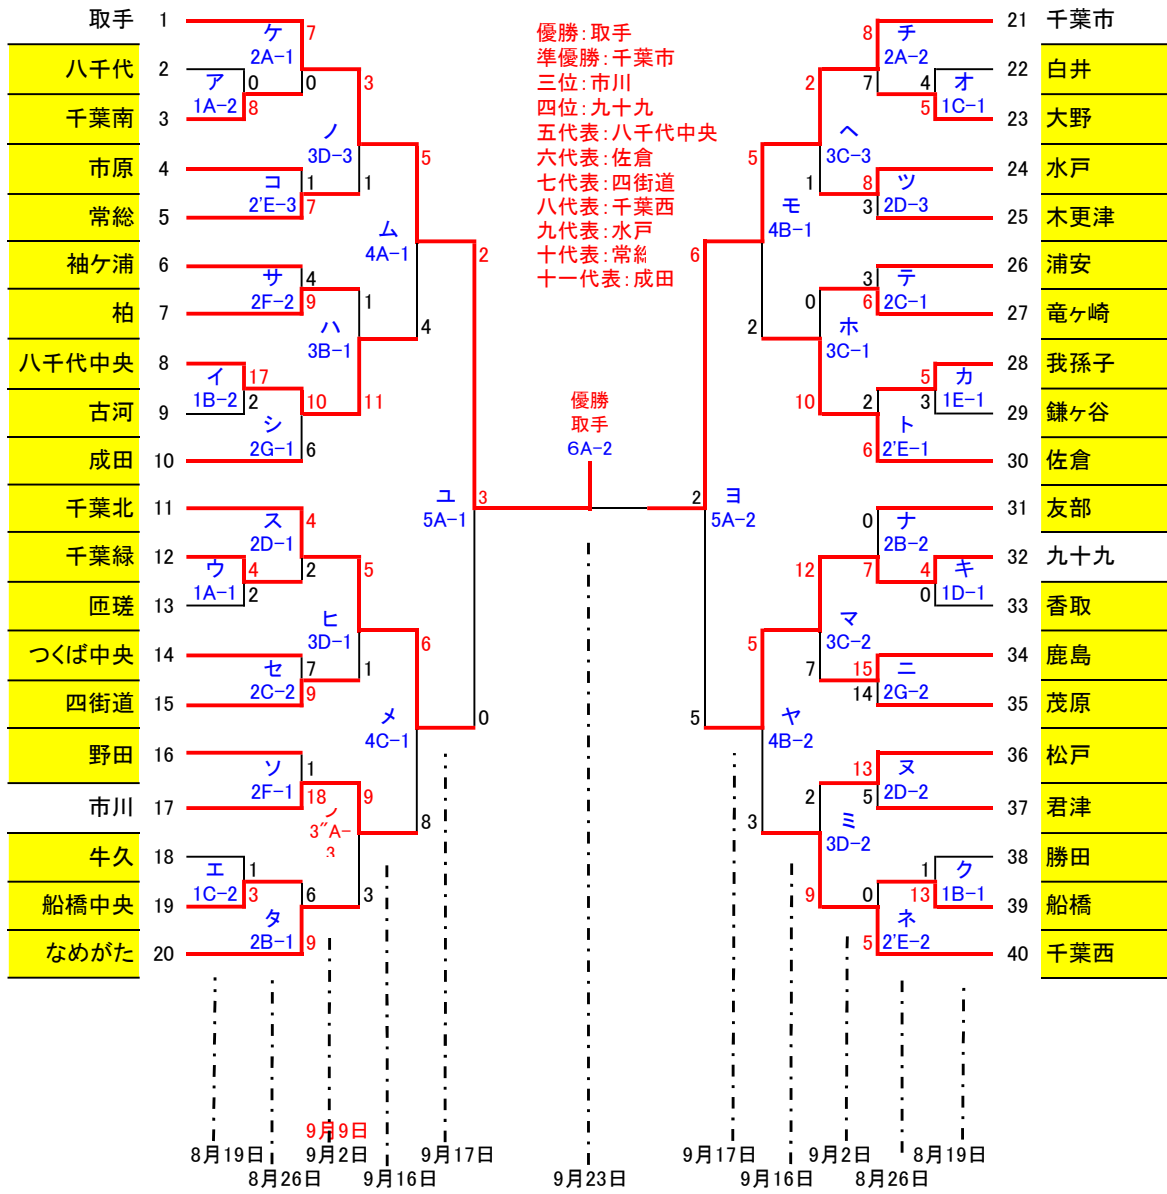 優勝：取手
準優勝：千葉市
三位：市川
四位：九十九
五代表：八千代中央
六代表：佐倉
七代表：四街道
八代表：千葉西
九代表：水戸
十代表：常総
十一代表：成田
取手 1
八千代 2
千葉南 3
市原 4
常総 5
袖ケ浦 6
柏 7
八千代中央 8
古河 9
成田 10
千葉北 11
千葉緑 12
匝瑳 13
つくば中央 14
四街道 15
野田 16
市川 17
牛久 18
船橋中央 19
なめがた 20
ケ 7
2A-1
ア 0 0
1A-2 8
3
ノ
3D-3
5
コ 1 1
2'E-3 7
ム
4A-1
2
サ 4
2F-2 9
1
ハ
3B-1
4
イ 17
1B-2 2
10 11
シ
2G-1 6
ス 4
2D-1
ウ 4 2
1A-1 2
5
ヒ
3D-1
6
セ 7 1
2C-2 9
メ
4C-1
ユ 3
5A-1
0
ソ 1
2F-1 18
9
ノ
3"A-
3
8
エ 1
1C-2 3
6 3
タ
2B-1 9
優勝
取手
6A-2
21 千葉市
22 白井
23 大野
24 水戸
25 木更津
26 浦安
27 竜ヶ崎
28 我孫子
29 鎌ヶ谷
30 佐倉
31 友部
32 九十九
33 香取
34 鹿島
35 茂原
36 松戸
37 君津
38 勝田
39 船橋
40 千葉西
8 チ
2A-2
2
7 4 オ
5 1C-1
ヘ
3C-3
5
1 8 ツ
3 2D-3
モ
4B-1
6
3 テ
6 2C-1
0
ホ
3C-1
2
5 カ
3 1E-1
10 2
ト
6 2'E-1
2 ヨ
5A-2
0 ナ
2B-2
12 7 4 キ
0 1D-1
マ
3C-2
5
7 15 ニ
14 2G-2
5
ヤ
4B-2
13 ヌ
5 2D-2
2
ミ
3D-2
3
1 ク
13 1B-1
9 0
ネ
5 2'E-2
8月19日
8月26日
9月9日
9月2日
9月16日
9月17日
9月23日
9月17日
9月16日
9月2日
8月26日
8月19日